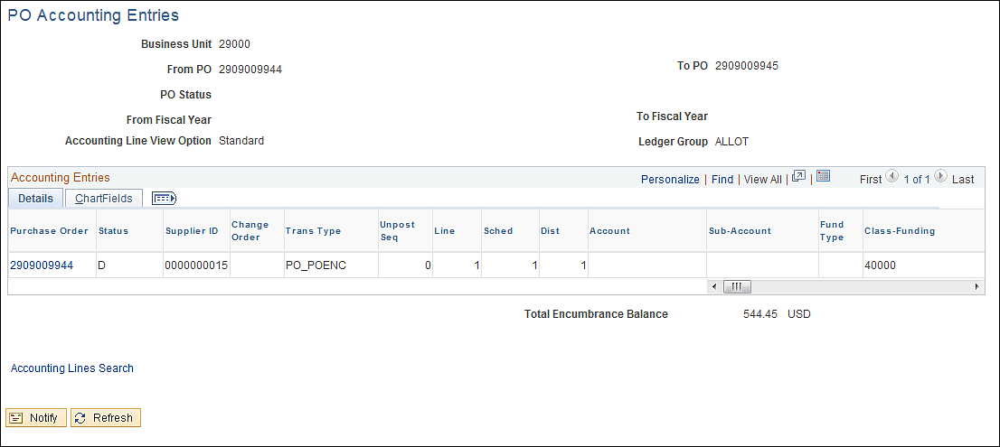 PO Accounting Entries
Business Unit 29000
From PO 2909009944 To PO 2909009945
PO Status
From Fiscal Year To Fiscal Year
Accounting Line View Option Standard Ledger Group ALLOT
Accounting Entries Personalize | Find | View All | | First 1 of 1 Last
Details ChartFields
Purchase Order Status Supplier ID Change Order Trans Type Unpost Seq Line Sched Dist Account Sub-Account Fund Type Class-Funding
2909009944 D 0000000015 PO_POENC 0 1 1 1 40000
Total Encumbrance Balance 544.45 USD
Accounting Lines Search
Notify Refresh